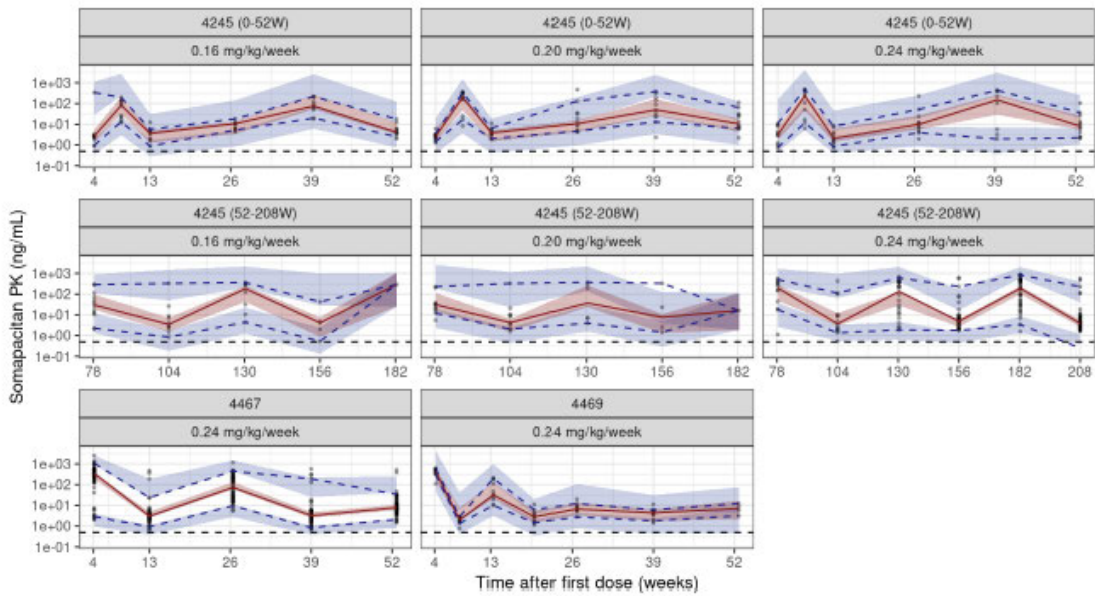 4245 (0-52W) 4245 (0-52W) 4245 (0-52W)
0.16 mg/kg/week 0.20 mg/kg/week 0.24 mg/kg/week
1e+03
1e+02
1e+01
1e+00
1e-01
4 13 26 39 52 4 13 26 39 52 4 13 26 39 52
4245 (52-208W) 4245 (52-208W) 4245 (52-208W)
0.16 mg/kg/week 0.20 mg/kg/week 0.24 mg/kg/week
Somapacitan PK (ng/mL)
1e+03
1e+02
1e+01
1e+00
1e-01
78 104 130 156 182 78 104 130 156 182 78 104 130 156 182 208
4467 4469
0.24 mg/kg/week 0.24 mg/kg/week
1e+03
1e+02
1e+01
1e+00
1e-01
4 13 26 39 52 4 13 26 39 52
Time after first dose (weeks)